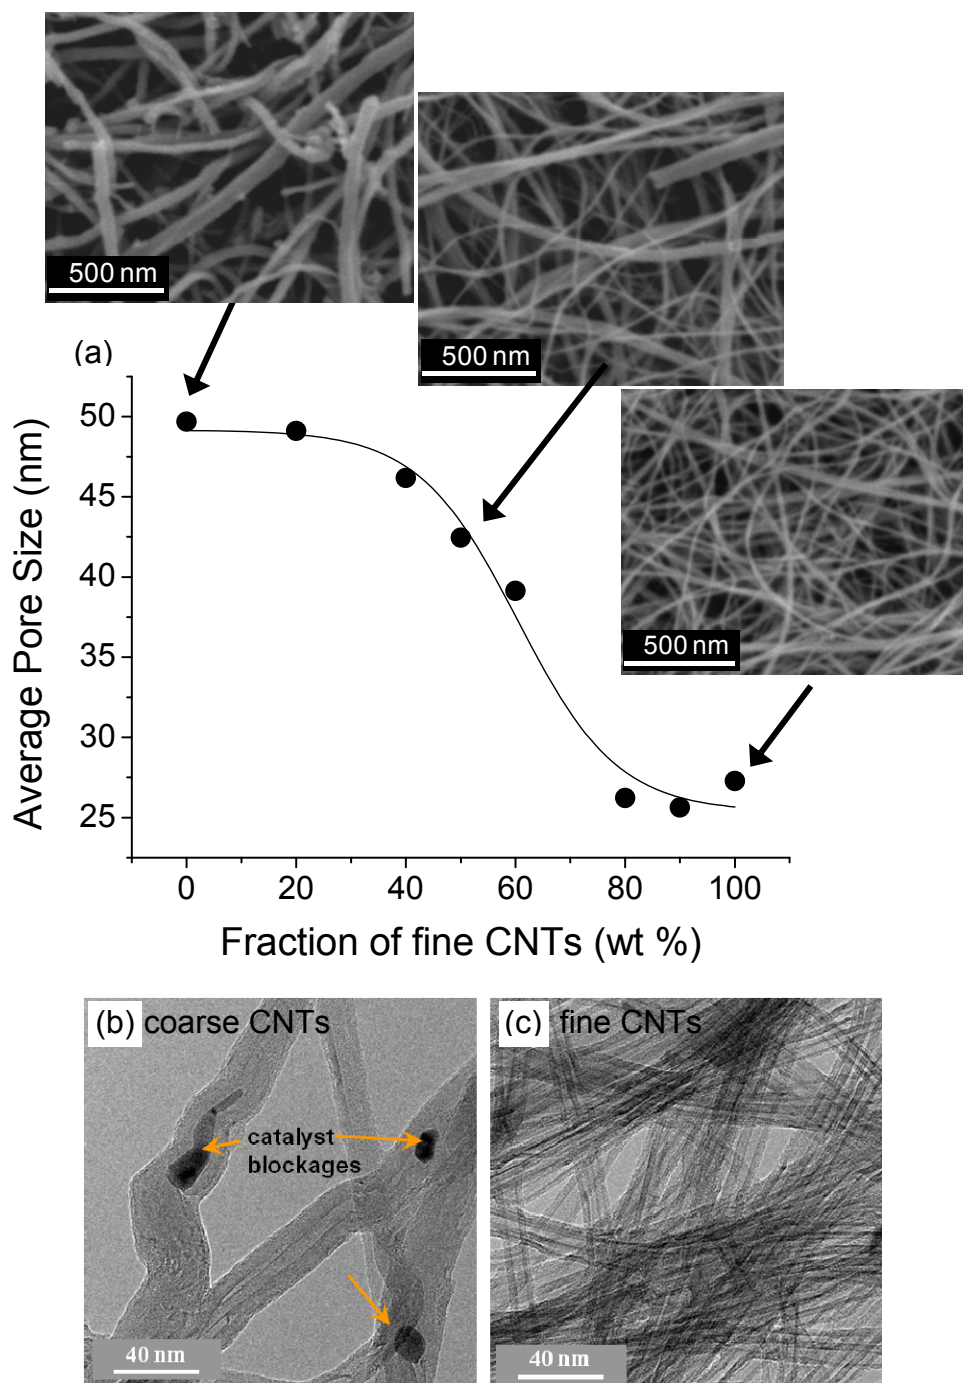 500 nm
500 nm
500 nm
(a)
50
45
40
35
30
25
Average Pore Size (nm)
0 20 40 60 80 100
Fraction of fine CNTs (wt %)
(b) coarse CNTs
catalyst
blockages
40 nm
(c) fine CNTs
40 nm